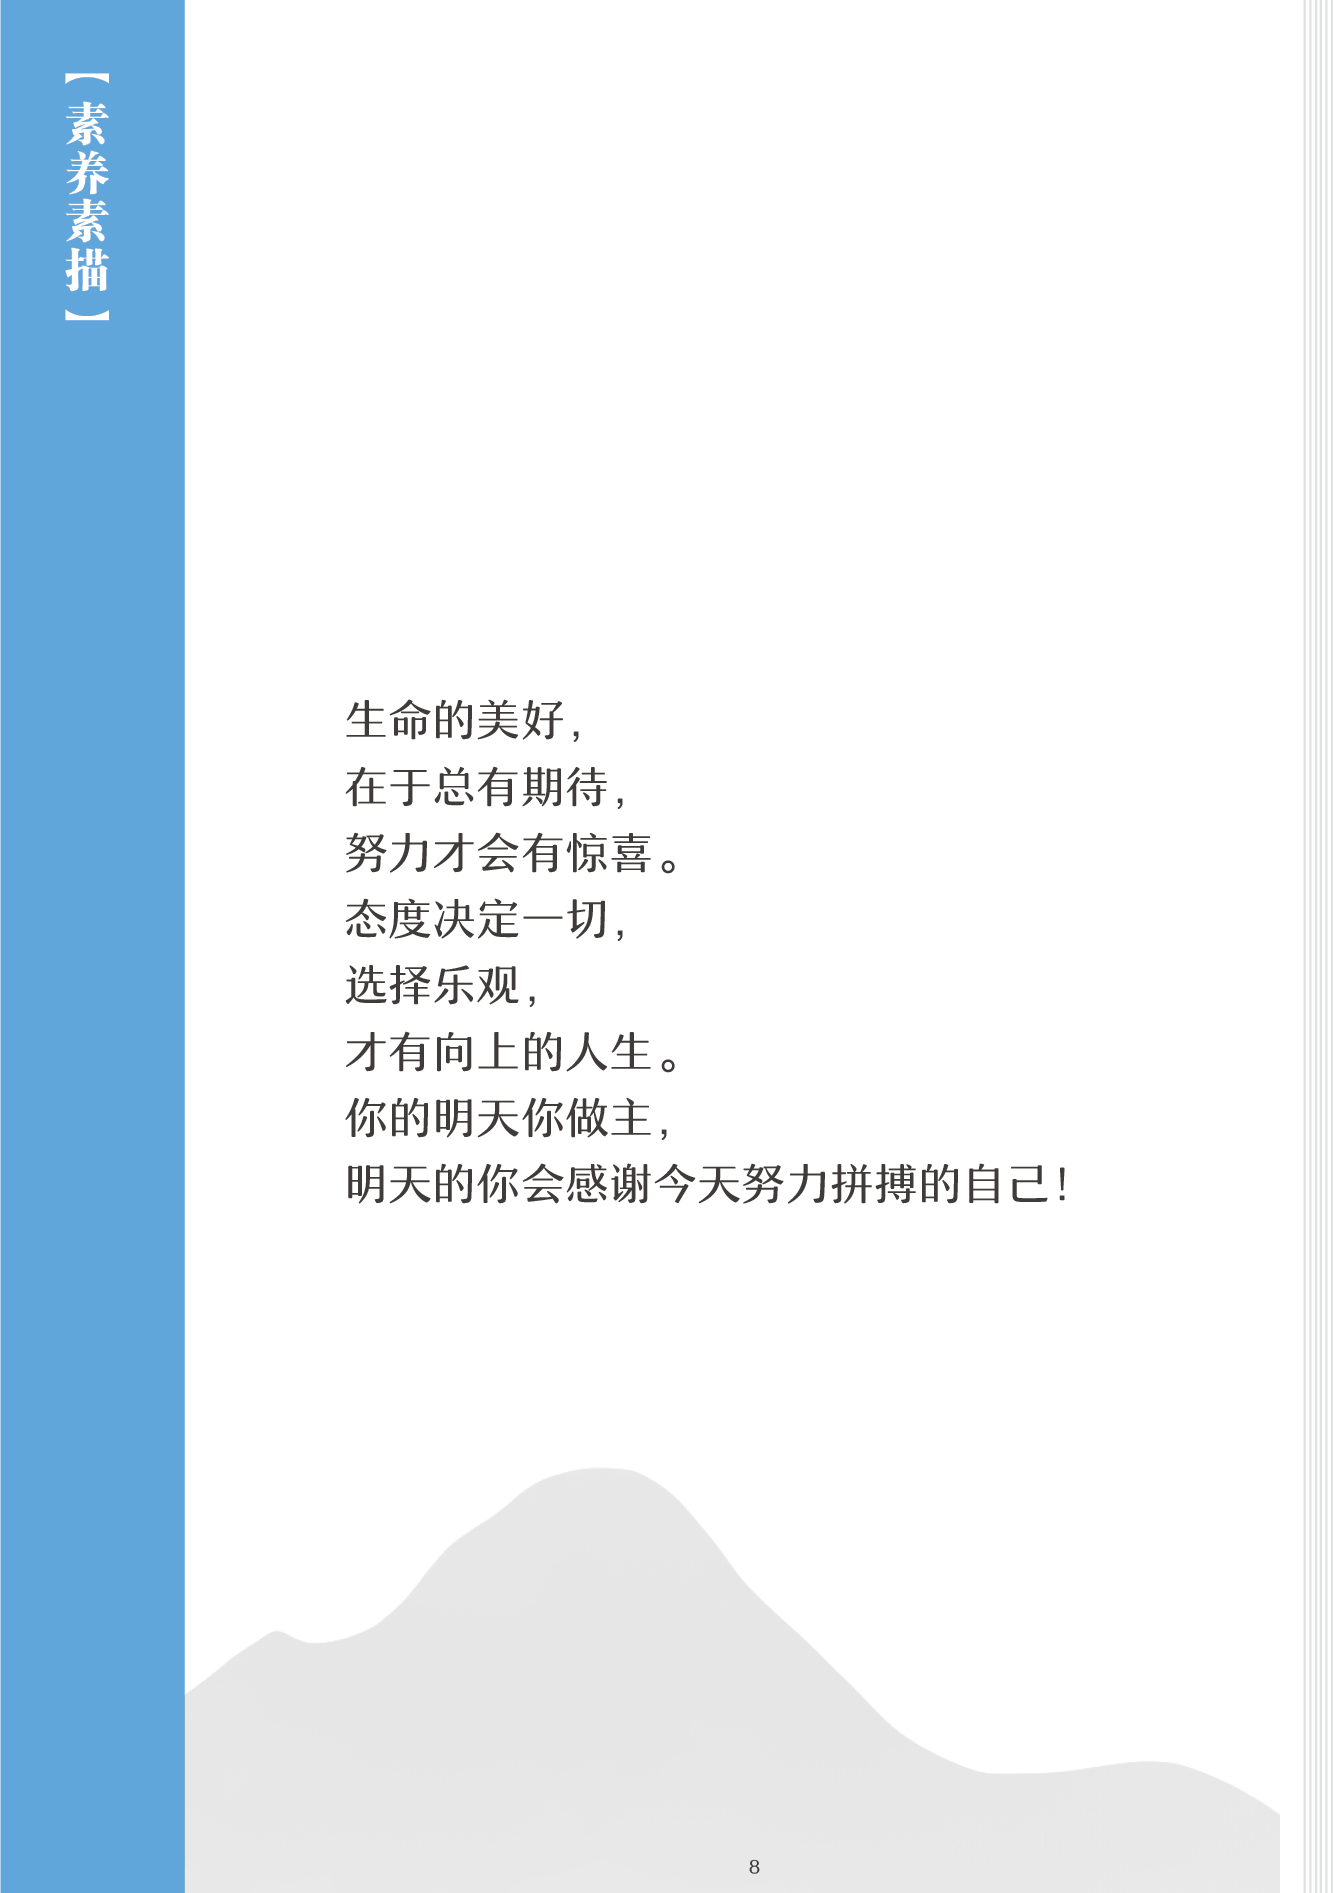 【素养素描】
生命的美好，
在于总有期待，
努力才会有惊喜。
态度决定一切，
选择乐观，
才有向上的人生。
你的明天你做主，
明天的你会感谢今天努力拼搏的自己！
8